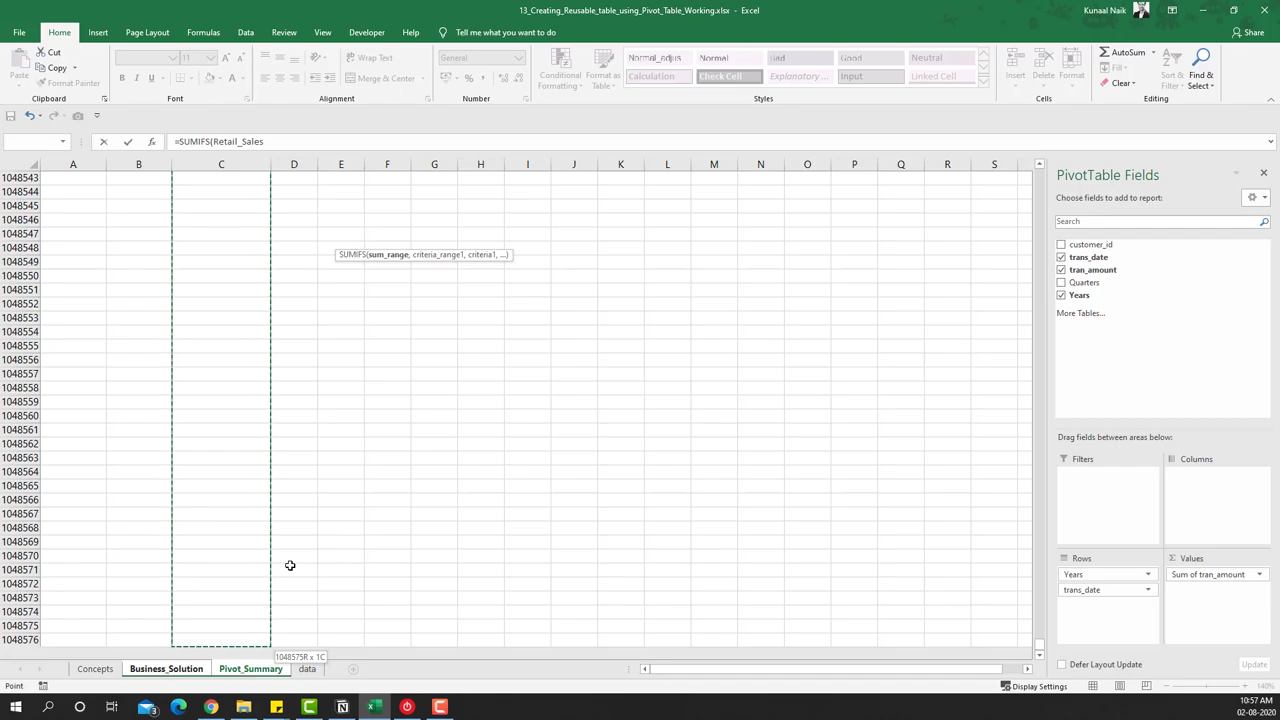 13_Creating_Reusable_table_using_Pivot_Table_Working.xlsx - Excel
Kunaal Naik
File Home Insert Page Layout Formulas Data Review View Developer Help Tell me what you want to do Share
Paste
Cut
Copy
Format Painter
Clipboard
11
B I U
Font
Wrap Text
Merge & Center
Alignment
General
Number
Conditional Formatting
Format as Table
Normal_adjus Normal Bad Good Neutral
Calculation Check Cell Explanatory ... Input Linked Cell
Styles
Insert Delete Format
Cells
AutoSum
Fill
Clear
Sort & Filter
Find & Select
Editing
=SUMIFS(Retail_Sales
A B C D E F G H I J K L M N O P Q R S
1048543
1048544
1048545
1048546
1048547
1048548
1048549
1048550
1048551
1048552
1048553
1048554
1048555
1048556
1048557
1048558
1048559
1048560
1048561
1048562
1048563
1048564
1048565
1048566
1048567
1048568
1048569
1048570
1048571
1048572
1048573
1048574
1048575
1048576
SUMIFS(sum_range, criteria_range1, criteria1, ...)
1048575R x 1C
PivotTable Fields
Choose fields to add to report:
Search
customer_id
trans_date
tran_amount
Quarters
Years
More Tables...
Drag fields between areas below:
Filters
Columns
Rows
Years
trans_date
Values
Sum of tran_amount
Defer Layout Update
Update
Concepts Business_Solution Pivot_Summary data
Point
Display Settings
140%
10:57 AM
02-08-2020